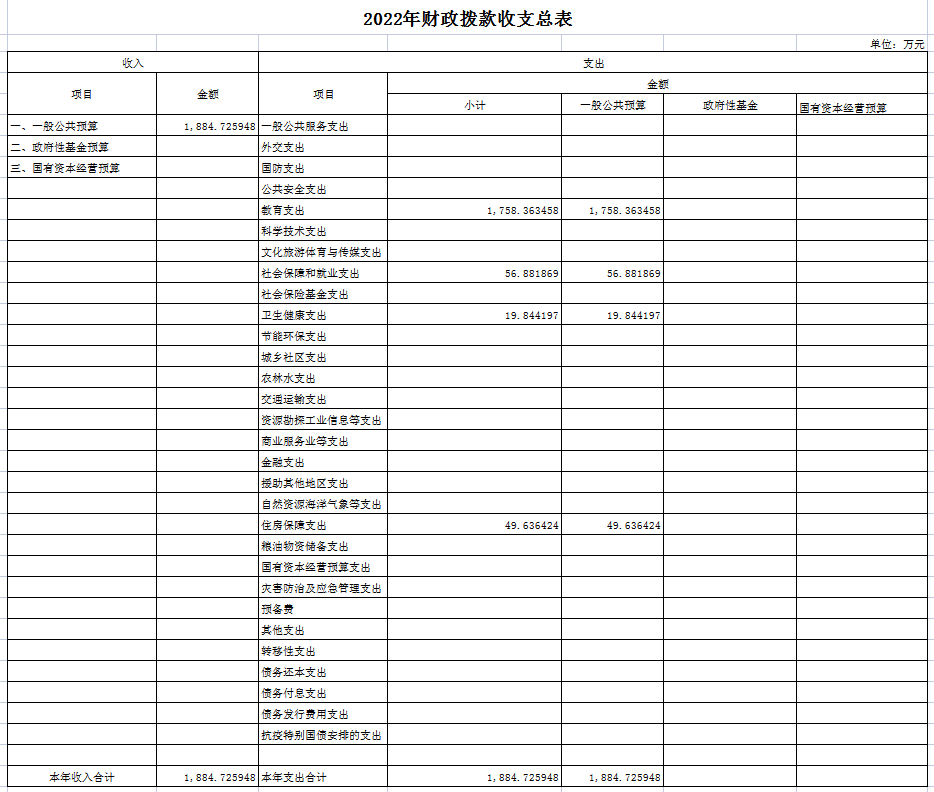 2022年财政拨款收支总表
单位：万元
收入 支出
项目 金额 项目 金额
小计 一般公共预算 政府性基金 国有资本经营预算
一、一般公共预算 1,884.725948 一般公共服务支出
二、政府性基金预算 外交支出
三、国有资本经营预算 国防支出
公共安全支出
教育支出 1,758.363458 1,758.363458
科学技术支出
文化旅游体育与传媒支出
社会保障和就业支出 56.881869 56.881869
社会保险基金支出
卫生健康支出 19.844197 19.844197
节能环保支出
城乡社区支出
农林水支出
交通运输支出
资源勘探工业信息等支出
商业服务业等支出
金融支出
援助其他地区支出
自然资源海洋气象等支出
住房保障支出 49.636424 49.636424
粮油物资储备支出
国有资本经营预算支出
灾害防治及应急管理支出
预备费
其他支出
转移性支出
债务还本支出
债务付息支出
债务发行费用支出
抗疫特别国债安排的支出
本年收入合计 1,884.725948 本年支出合计 1,884.725948 1,884.725948